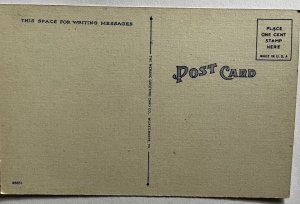 THIS SPACE FOR WRITING MESSAGES
POST CARD
PLACE
ONE CENT
STAMP
HERE
MADE IN U.S.A